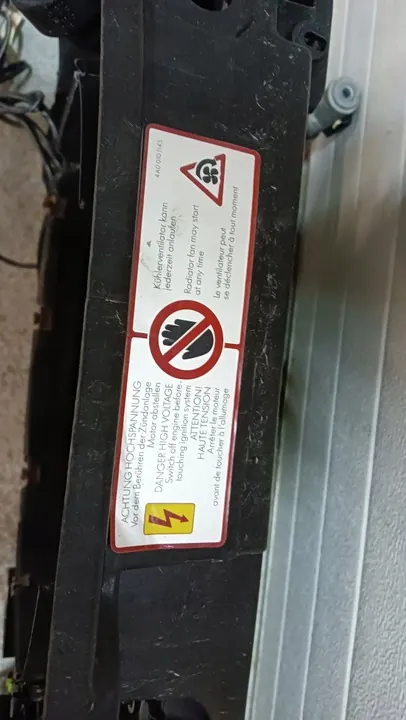 ACHTUNG HOCHSPANNUNG
Vor dem Berühren der Zündanlage
Motor abstellen
DANGER HIGH VOLTAGE
Switch off engine before
touching ignition system
ATTENTION!
HAUTE TENSION
Arrêter le moteur
avant de toucher à l'allumage
Kühlerventilator kann
jederzeit anlaufen
Radiator fan may start
at any time
le ventilateur peut
se déclencher à tout moment